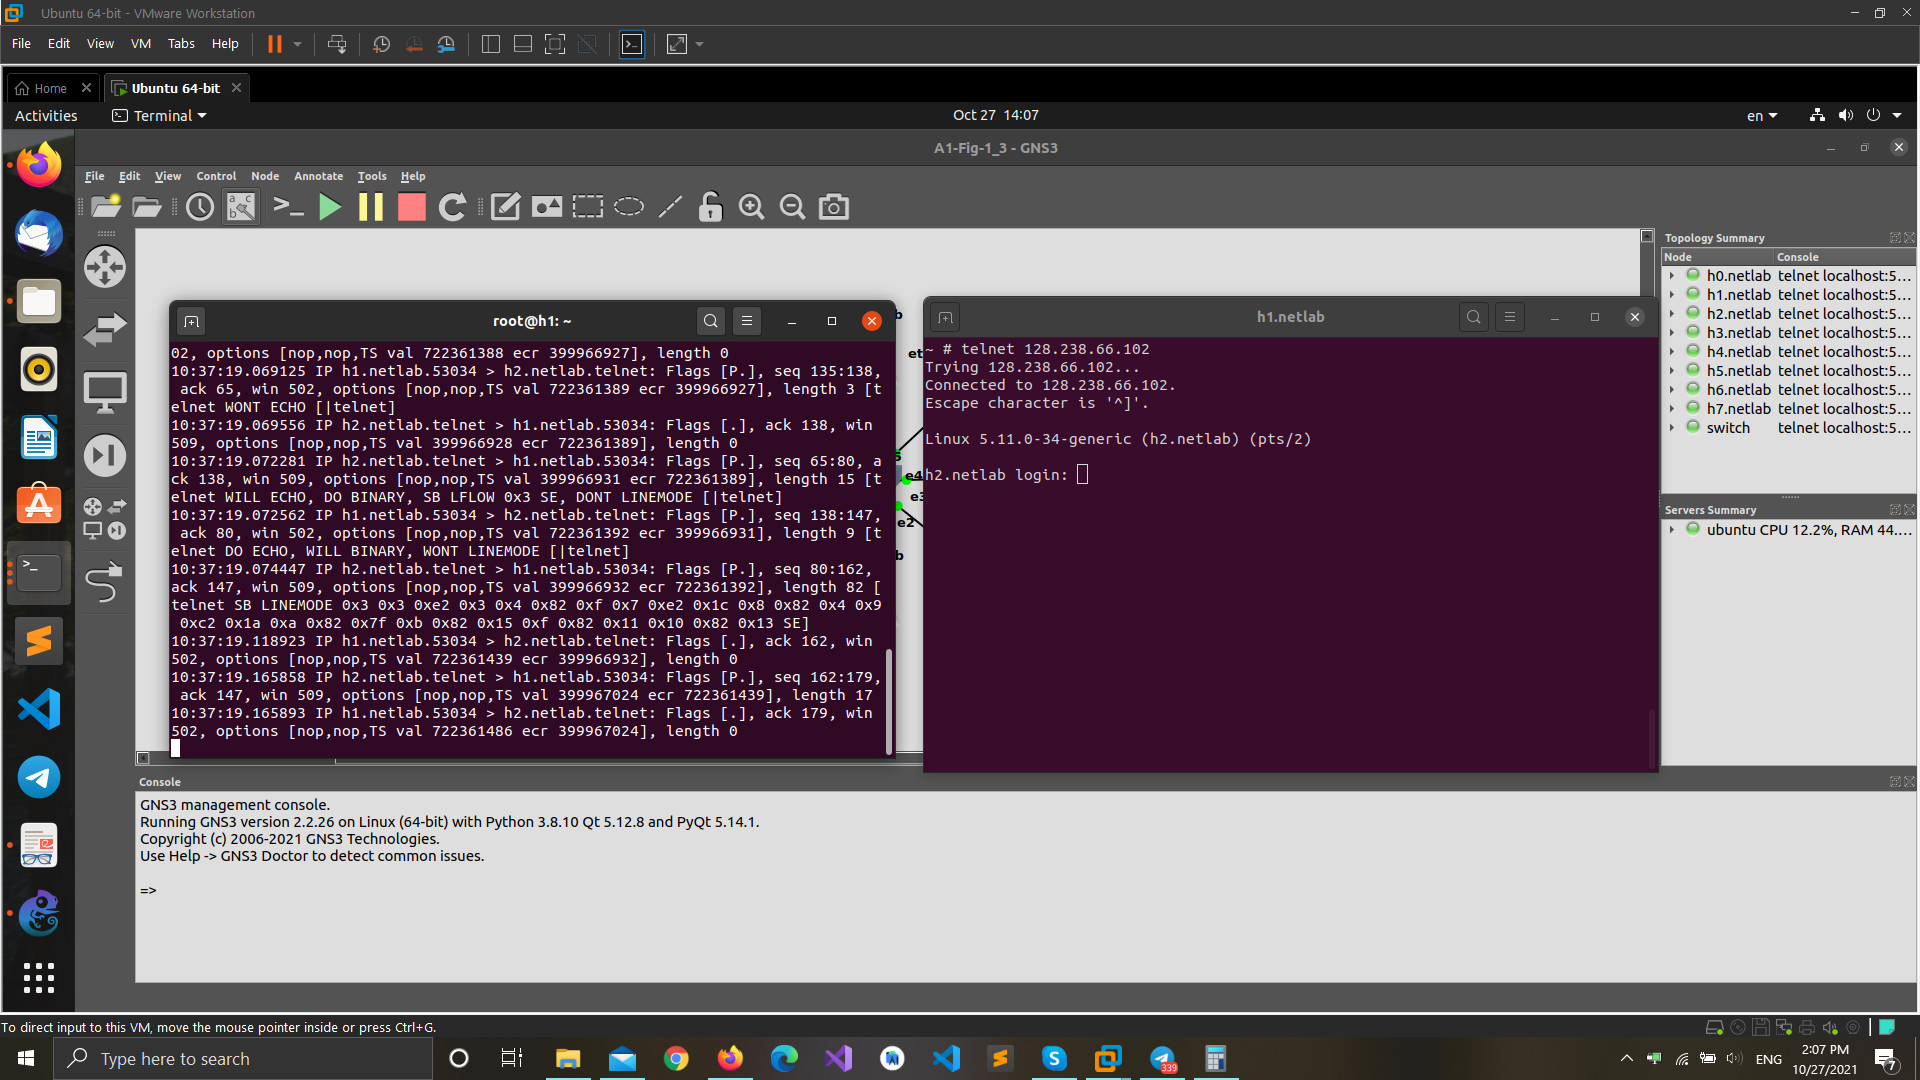 Ubuntu 64-bit - VMware Workstation
File Edit View VM Tabs Help
Home
Ubuntu 64-bit
Activities
Terminal
Oct 27 14:07
en
A1-Fig-1_3 - GNS3
File Edit View Control Node Annotate Tools Help
Topology Summary
Node Console
h0.netlab telnet localhost:5...
h1.netlab telnet localhost:5...
h2.netlab telnet localhost:5...
h3.netlab telnet localhost:5...
h4.netlab telnet localhost:5...
h5.netlab telnet localhost:5...
h6.netlab telnet localhost:5...
h7.netlab telnet localhost:5...
switch telnet localhost:5...
Servers Summary
ubuntu CPU 12.2%, RAM 44....
root@h1: ~
02, options [nop,nop,TS val 722361388 ecr 399966927], length 0
10:37:19.069125 IP h1.netlab.53034 > h2.netlab.telnet: Flags [P.], seq 135:138,
ack 65, win 502, options [nop,nop,TS val 722361389 ecr 399966927], length 3 [t
elnet WONT ECHO [|telnet]
10:37:19.069556 IP h2.netlab.telnet > h1.netlab.53034: Flags [.], ack 138, win
509, options [nop,nop,TS val 399966928 ecr 722361389], length 0
10:37:19.072281 IP h2.netlab.telnet > h1.netlab.53034: Flags [P.], seq 65:80, a
ck 138, win 509, options [nop,nop,TS val 399966931 ecr 722361389], length 15 [t
elnet WILL ECHO, DO BINARY, SB LFLOW 0x3 SE, DONT LINEMODE [|telnet]
10:37:19.072562 IP h1.netlab.53034 > h2.netlab.telnet: Flags [P.], seq 138:147,
ack 80, win 502, options [nop,nop,TS val 722361392 ecr 399966931], length 9 [t
elnet DO ECHO, WILL BINARY, WONT LINEMODE [|telnet]
10:37:19.074447 IP h2.netlab.telnet > h1.netlab.53034: Flags [P.], seq 80:162,
ack 147, win 509, options [nop,nop,TS val 399966932 ecr 722361392], length 82 [
telnet SB LINEMODE 0x3 0x3 0xe2 0x3 0x4 0x82 0xf 0x7 0xe2 0x1c 0x8 0x82 0x4 0x9
0xc2 0x1a 0xa 0x82 0x7f 0xb 0x82 0x15 0xf 0x82 0x11 0x10 0x82 0x13 SE]
10:37:19.118923 IP h1.netlab.53034 > h2.netlab.telnet: Flags [.], ack 162, win
502, options [nop,nop,TS val 722361439 ecr 399966932], length 0
10:37:19.165858 IP h2.netlab.telnet > h1.netlab.53034: Flags [P.], seq 162:179,
ack 147, win 509, options [nop,nop,TS val 399967024 ecr 722361439], length 17
10:37:19.165893 IP h1.netlab.53034 > h2.netlab.telnet: Flags [.], ack 179, win
502, options [nop,nop,TS val 722361486 ecr 399967024], length 0
b
et
e4
e3
e2
b
h1.netlab
~ # telnet 128.238.66.102
Trying 128.238.66.102...
Connected to 128.238.66.102.
Escape character is '^]'.
Linux 5.11.0-34-generic (h2.netlab) (pts/2)
h2.netlab login:
Console
GNS3 management console.
Running GNS3 version 2.2.26 on Linux (64-bit) with Python 3.8.10 Qt 5.12.8 and PyQt 5.14.1.
Copyright (c) 2006-2021 GNS3 Technologies.
Use Help -> GNS3 Doctor to detect common issues.
=>
To direct input to this VM, move the mouse pointer inside or press Ctrl+G.
Type here to search
339
ENG
2:07 PM
10/27/2021
7